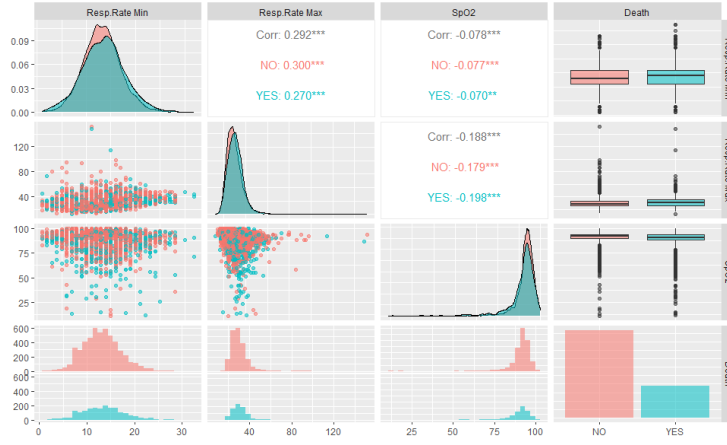 Resp.Rate Min
Resp.Rate Max
SpO2
Death
0.09
0.06
0.03
0.00
Corr: 0.292***
NO: 0.300***
YES: 0.270***
Corr: -0.078***
NO: -0.077***
YES: -0.070**
120
80
40
Corr: -0.188***
NO: -0.179***
YES: -0.198***
100
75
50
25
SpO2
600
400
200
0
600
400
200
0
Death
0
10
20
30
40
80
120
25
50
75
100
NO
YES